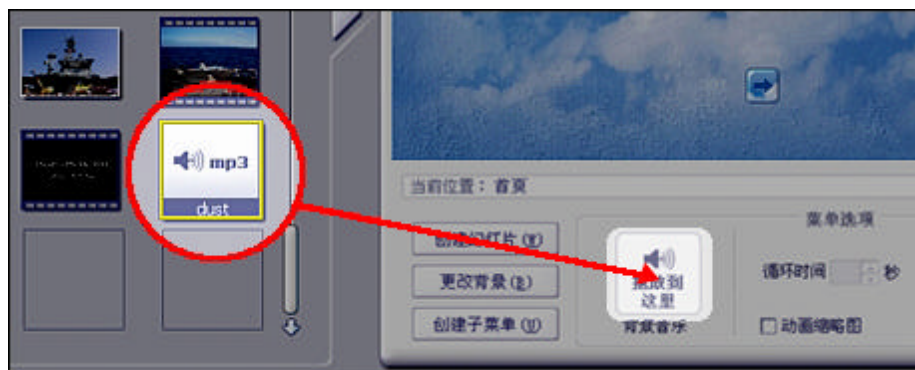 mp3
dust
当前位置：首页
创建幻灯片(W)
更改背景(B)
创建子菜单(U)
拖放到
这里
背景音乐
菜单选项
循环时间
秒
动画缩略图